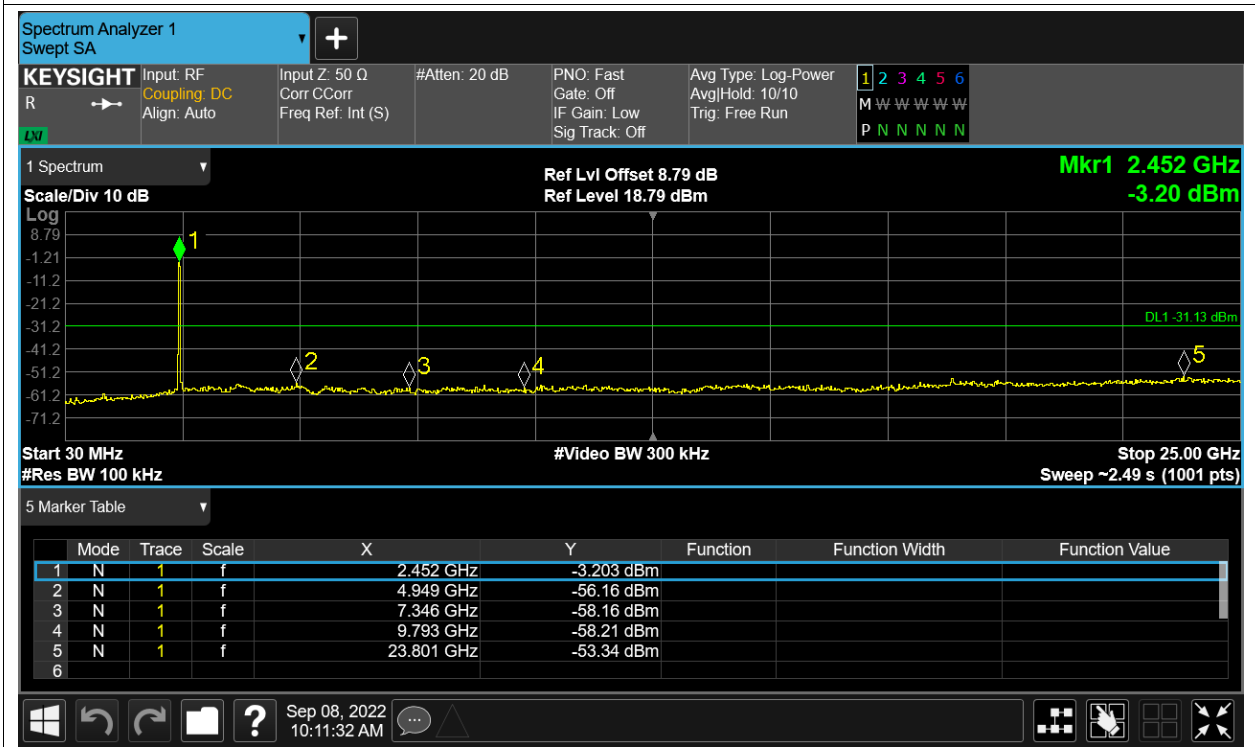 Spectrum Analyzer 1
Swept SA
KEYSIGHT
R
LXI
Input: RF
Coupling: DC
Align: Auto
Input Z: 50 Ω
Corr CCorr
Freq Ref: Int (S)
#Atten: 20 dB
PNO: Fast
Gate: Off
IF Gain: Low
Sig Track: Off
Avg Type: Log-Power
Avg|Hold: 10/10
Trig: Free Run
1 2 3 4 5 6
M W W W W W
P N N N N N
1 Spectrum
Scale/Div 10 dB
Ref Lvl Offset 8.79 dB
Ref Level 18.79 dBm
Mkr1 2.452 GHz
-3.20 dBm
Log
8.79
-1.21
-11.2
-21.2
-31.2
-41.2
-51.2
-61.2
-71.2
1
2
3
4
5
DL1 -31.13 dBm
Start 30 MHz
#Video BW 300 kHz
Stop 25.00 GHz
#Res BW 100 kHz
Sweep ~2.49 s (1001 pts)
5 Marker Table
Mode Trace Scale X Y Function Function Width Function Value
1 N 1 f 2.452 GHz -3.203 dBm
2 N 1 f 4.949 GHz -56.16 dBm
3 N 1 f 7.346 GHz -58.16 dBm
4 N 1 f 9.793 GHz -58.21 dBm
5 N 1 f 23.801 GHz -53.34 dBm
6
?
Sep 08, 2022
10:11:32 AM